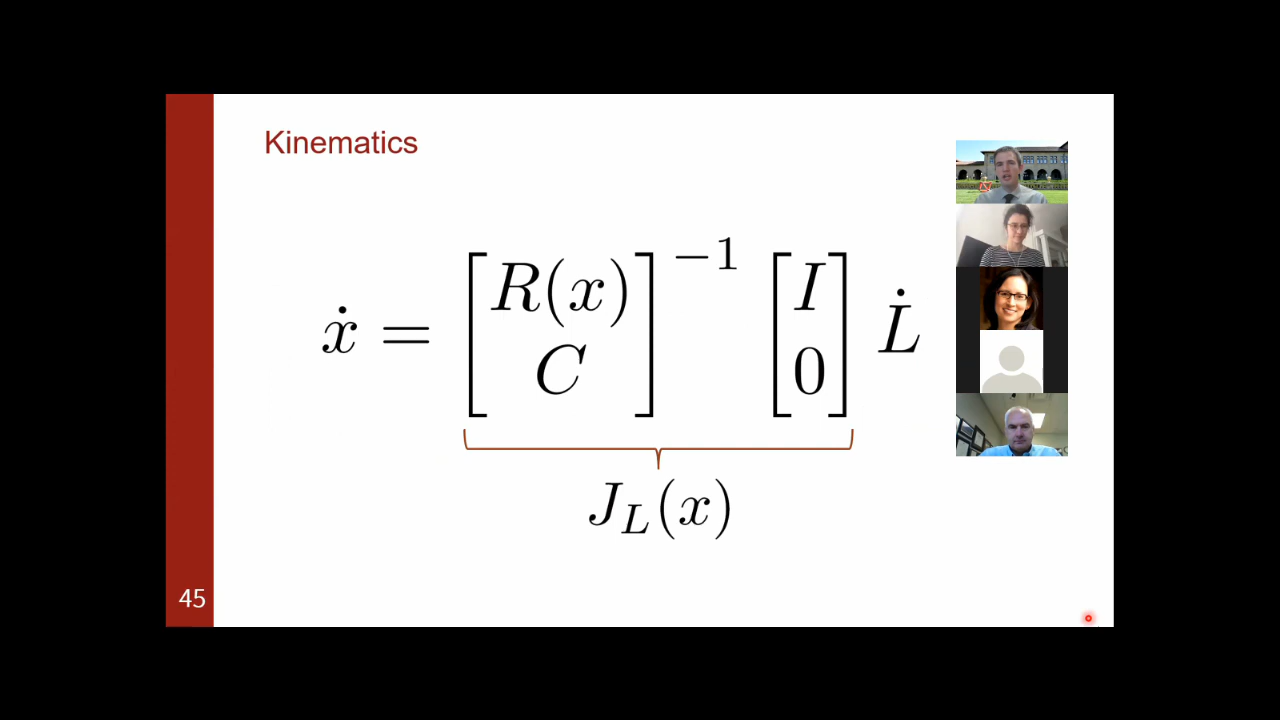 Kinematics
ẋ = [R(x) C]⁻¹ [I 0] L̇
J_L(x)
45